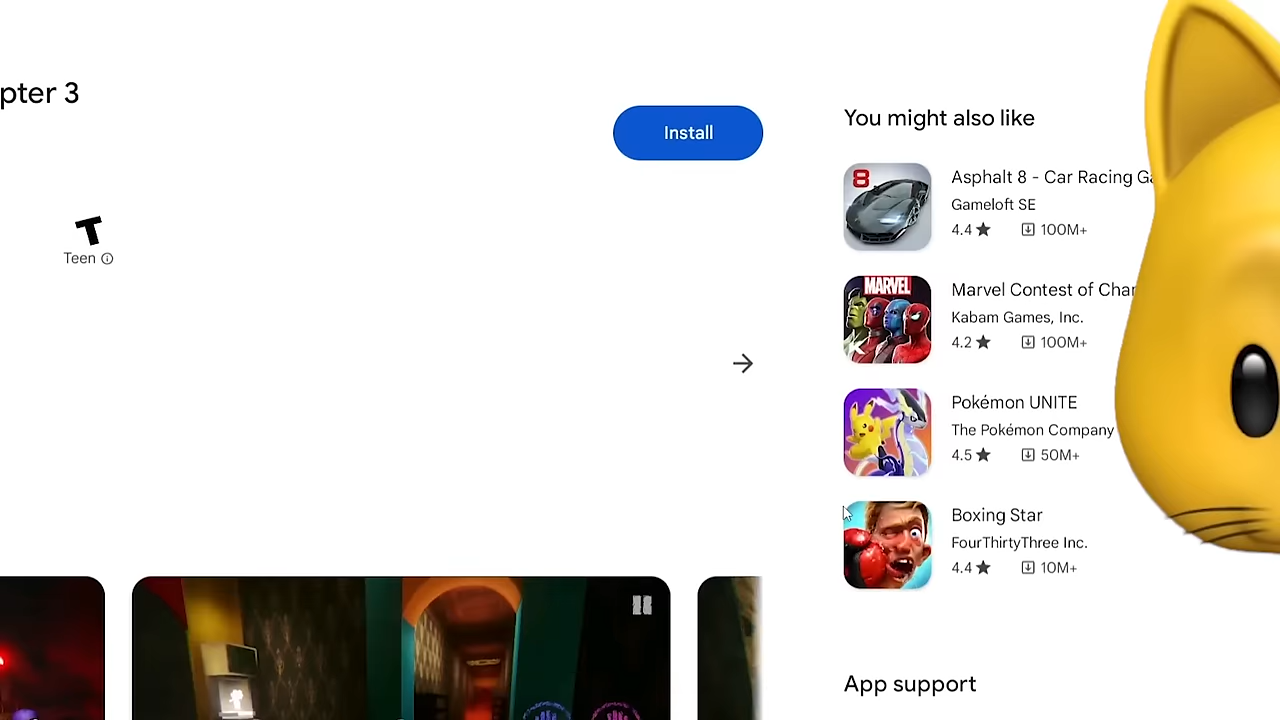 pter 3
Install
T
Teen
You might also like
8
Asphalt 8 - Car Racing Ga
Gameloft SE
4.4
100M+
MARVEL
Marvel Contest of Char
Kabam Games, Inc.
4.2
100M+
Pokémon UNITE
The Pokémon Company
4.5
50M+
Boxing Star
FourThirtyThree Inc.
4.4
10M+
App support